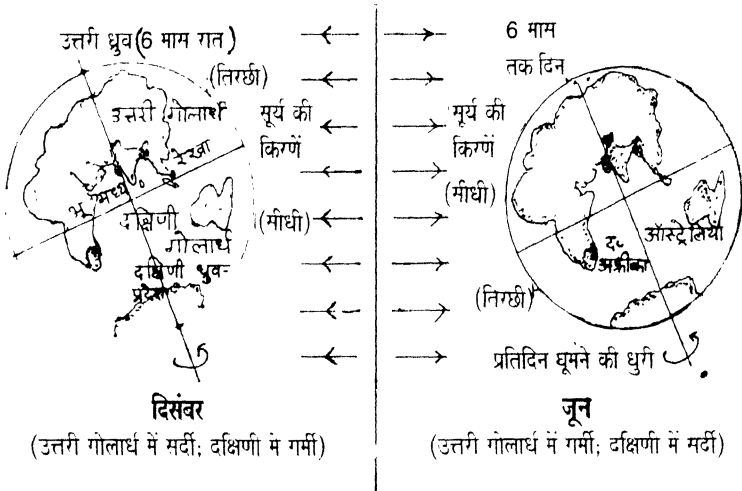 उत्तरी ध्रुव (6 मास रात)
(तिरछी)
उत्तरी गोलार्ध
सूर्य की
किरणें
भू मध्य रेखा
दक्षिणी
गोलार्ध
(सीधी)
दक्षिणी ध्रुव-
प्रदेश
दिसंबर
(उत्तरी गोलार्ध में सर्दी; दक्षिणी में गर्मी)
6 मास
तक दिन
सूर्य की
किरणें
(सीधी)
द॰
अफ्रीका
ऑस्ट्रेलिया
(तिरछी)
प्रतिदिन घूमने की धुरी
जून
(उत्तरी गोलार्ध में गर्मी; दक्षिणी में सर्दी)